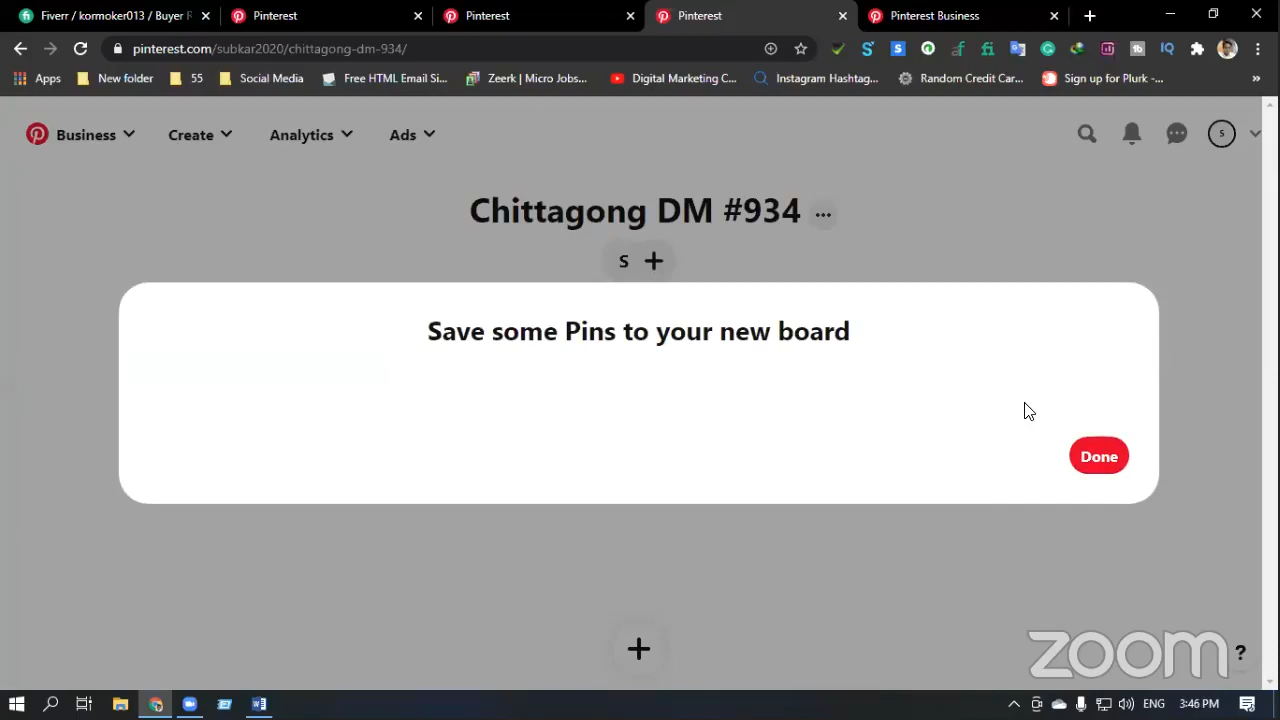 Fiverr / kormoker013 / Buyer R
Pinterest
Pinterest
Pinterest
Pinterest Business
pinterest.com/subkar2020/chittagong-dm-934/
Apps
New folder
55
Social Media
Free HTML Email Si...
Zeerk | Micro Jobs...
Digital Marketing C...
Instagram Hashtag...
Random Credit Car...
Sign up for Plurk -...
»
Business
Create
Analytics
Ads
S
Chittagong DM #934 ...
S +
Save some Pins to your new board
Done
+
zoom
?
ENG
3:46 PM